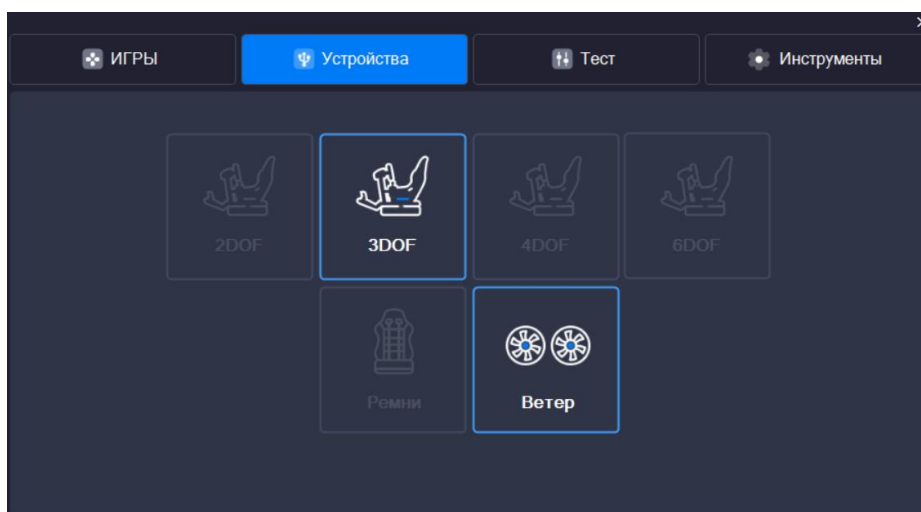 ИГРЫ
Устройства
Тест
Инструменты
2DOF
3DOF
4DOF
6DOF
Ремни
Ветер